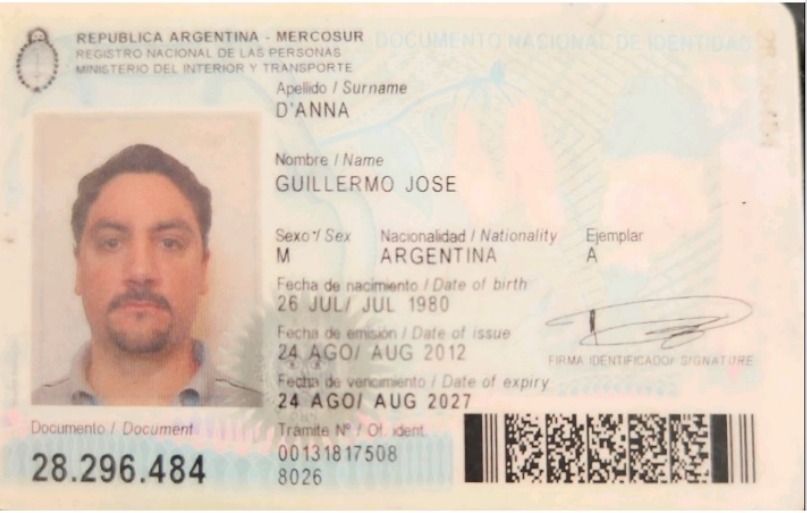 REPUBLICA ARGENTINA - MERCOSUR
REGISTRO NACIONAL DE LAS PERSONAS
MINISTERIO DEL INTERIOR Y TRANSPORTE
DOCUMENTO NACIONAL DE IDENTIDAD
Apellido / Surname
D'ANNA
Nombre / Name
GUILLERMO JOSE
Sexo / Sex Nacionalidad / Nationality Ejemplar
M ARGENTINA A
Fecha de nacimiento / Date of birth
26 JUL/ JUL 1980
Fecha de emisión / Date of issue
24 AGO/ AUG 2012
FIRMA IDENTIFICADO/ SIGNATURE
Fecha de vencimiento / Date of expiry
24 AGO/ AUG 2027
Documento / Document
28.296.484
Tramite Nº / Of. ident.
00131817508
8026